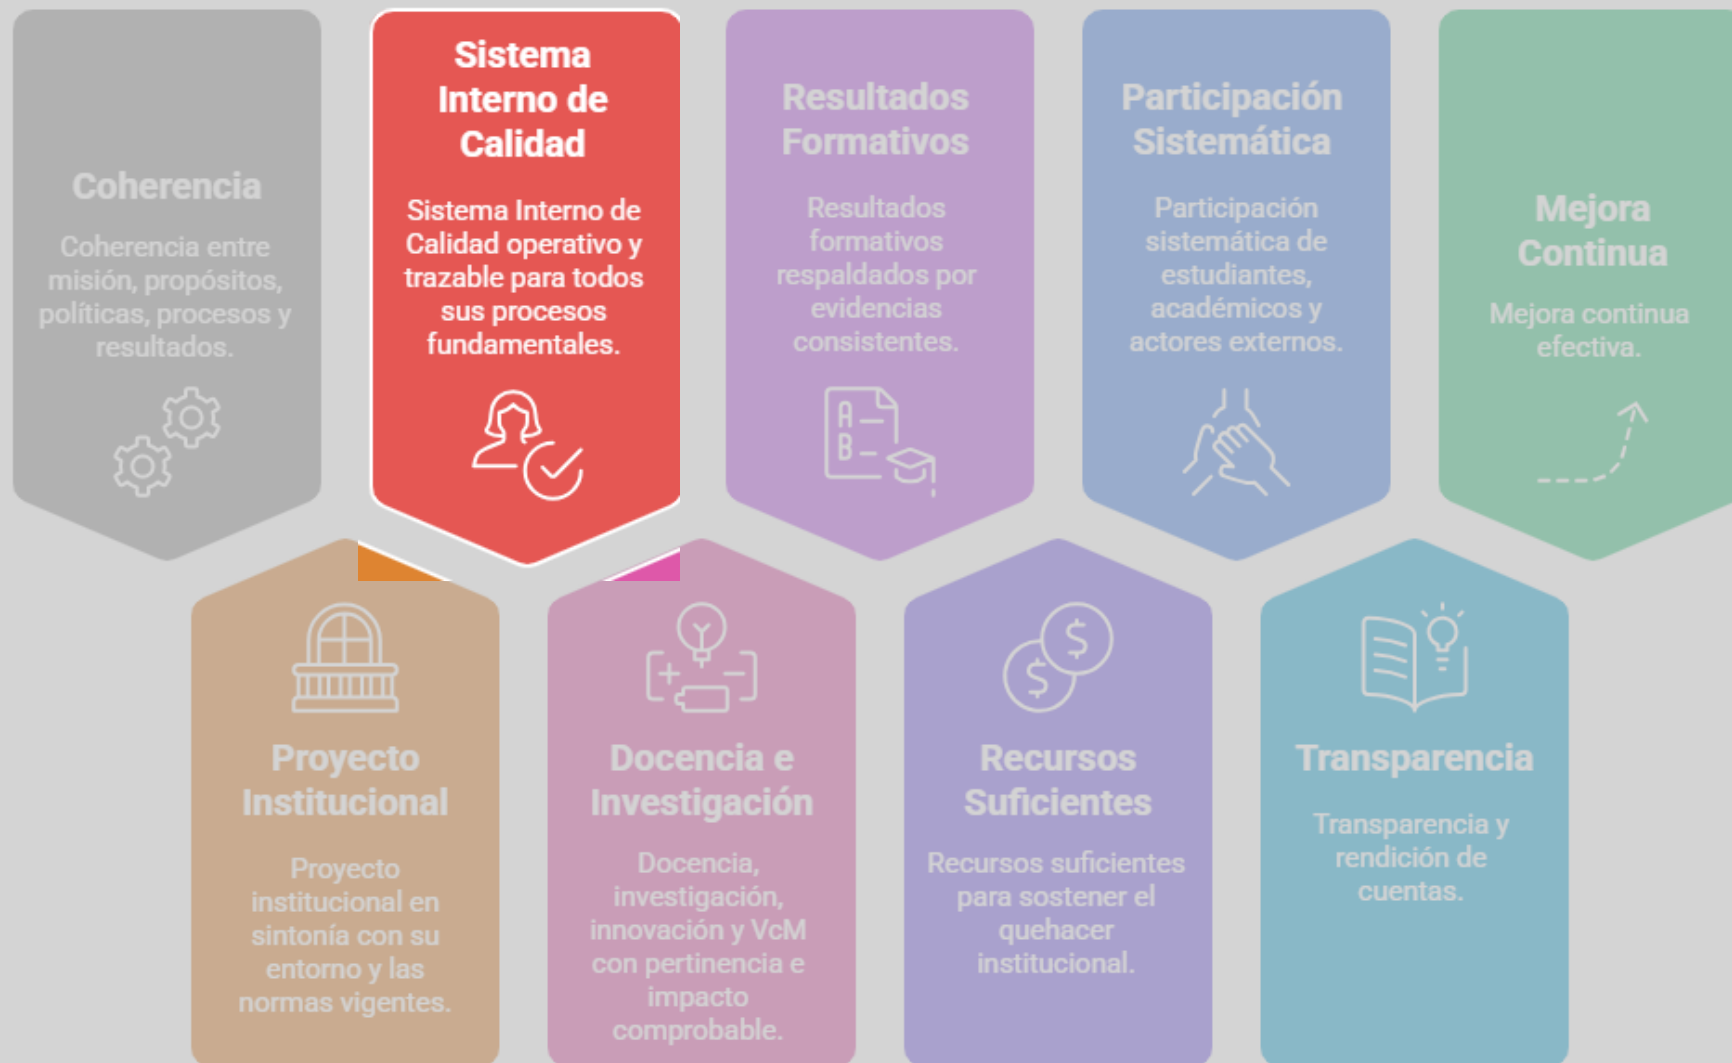 Coherencia
Coherencia entre
misión, propósitos,
políticas, procesos y
resultados.
Sistema
Interno de
Calidad
Sistema Interno de
Calidad operativo y
trazable para todos
sus procesos
fundamentales.
Resultados
Formativos
Resultados
formativos
respaldados por
evidencias
consistentes.
A
B
Participación
Sistemática
Participación
sistemática de
estudiantes,
académicos y
actores externos.
Mejora
Continua
Mejora continua
efectiva.
Proyecto
Institucional
Proyecto
institucional en
sintonía con su
entorno y las
normas vigentes.
Docencia e
Investigación
Docencia,
investigación,
innovación y VcM
con pertinencia e
impacto
comprobable.
$
$
Recursos
Suficientes
Recursos suficientes
para sostener el
quehacer
institucional.
Transparencia
Transparencia y
rendición de
cuentas.